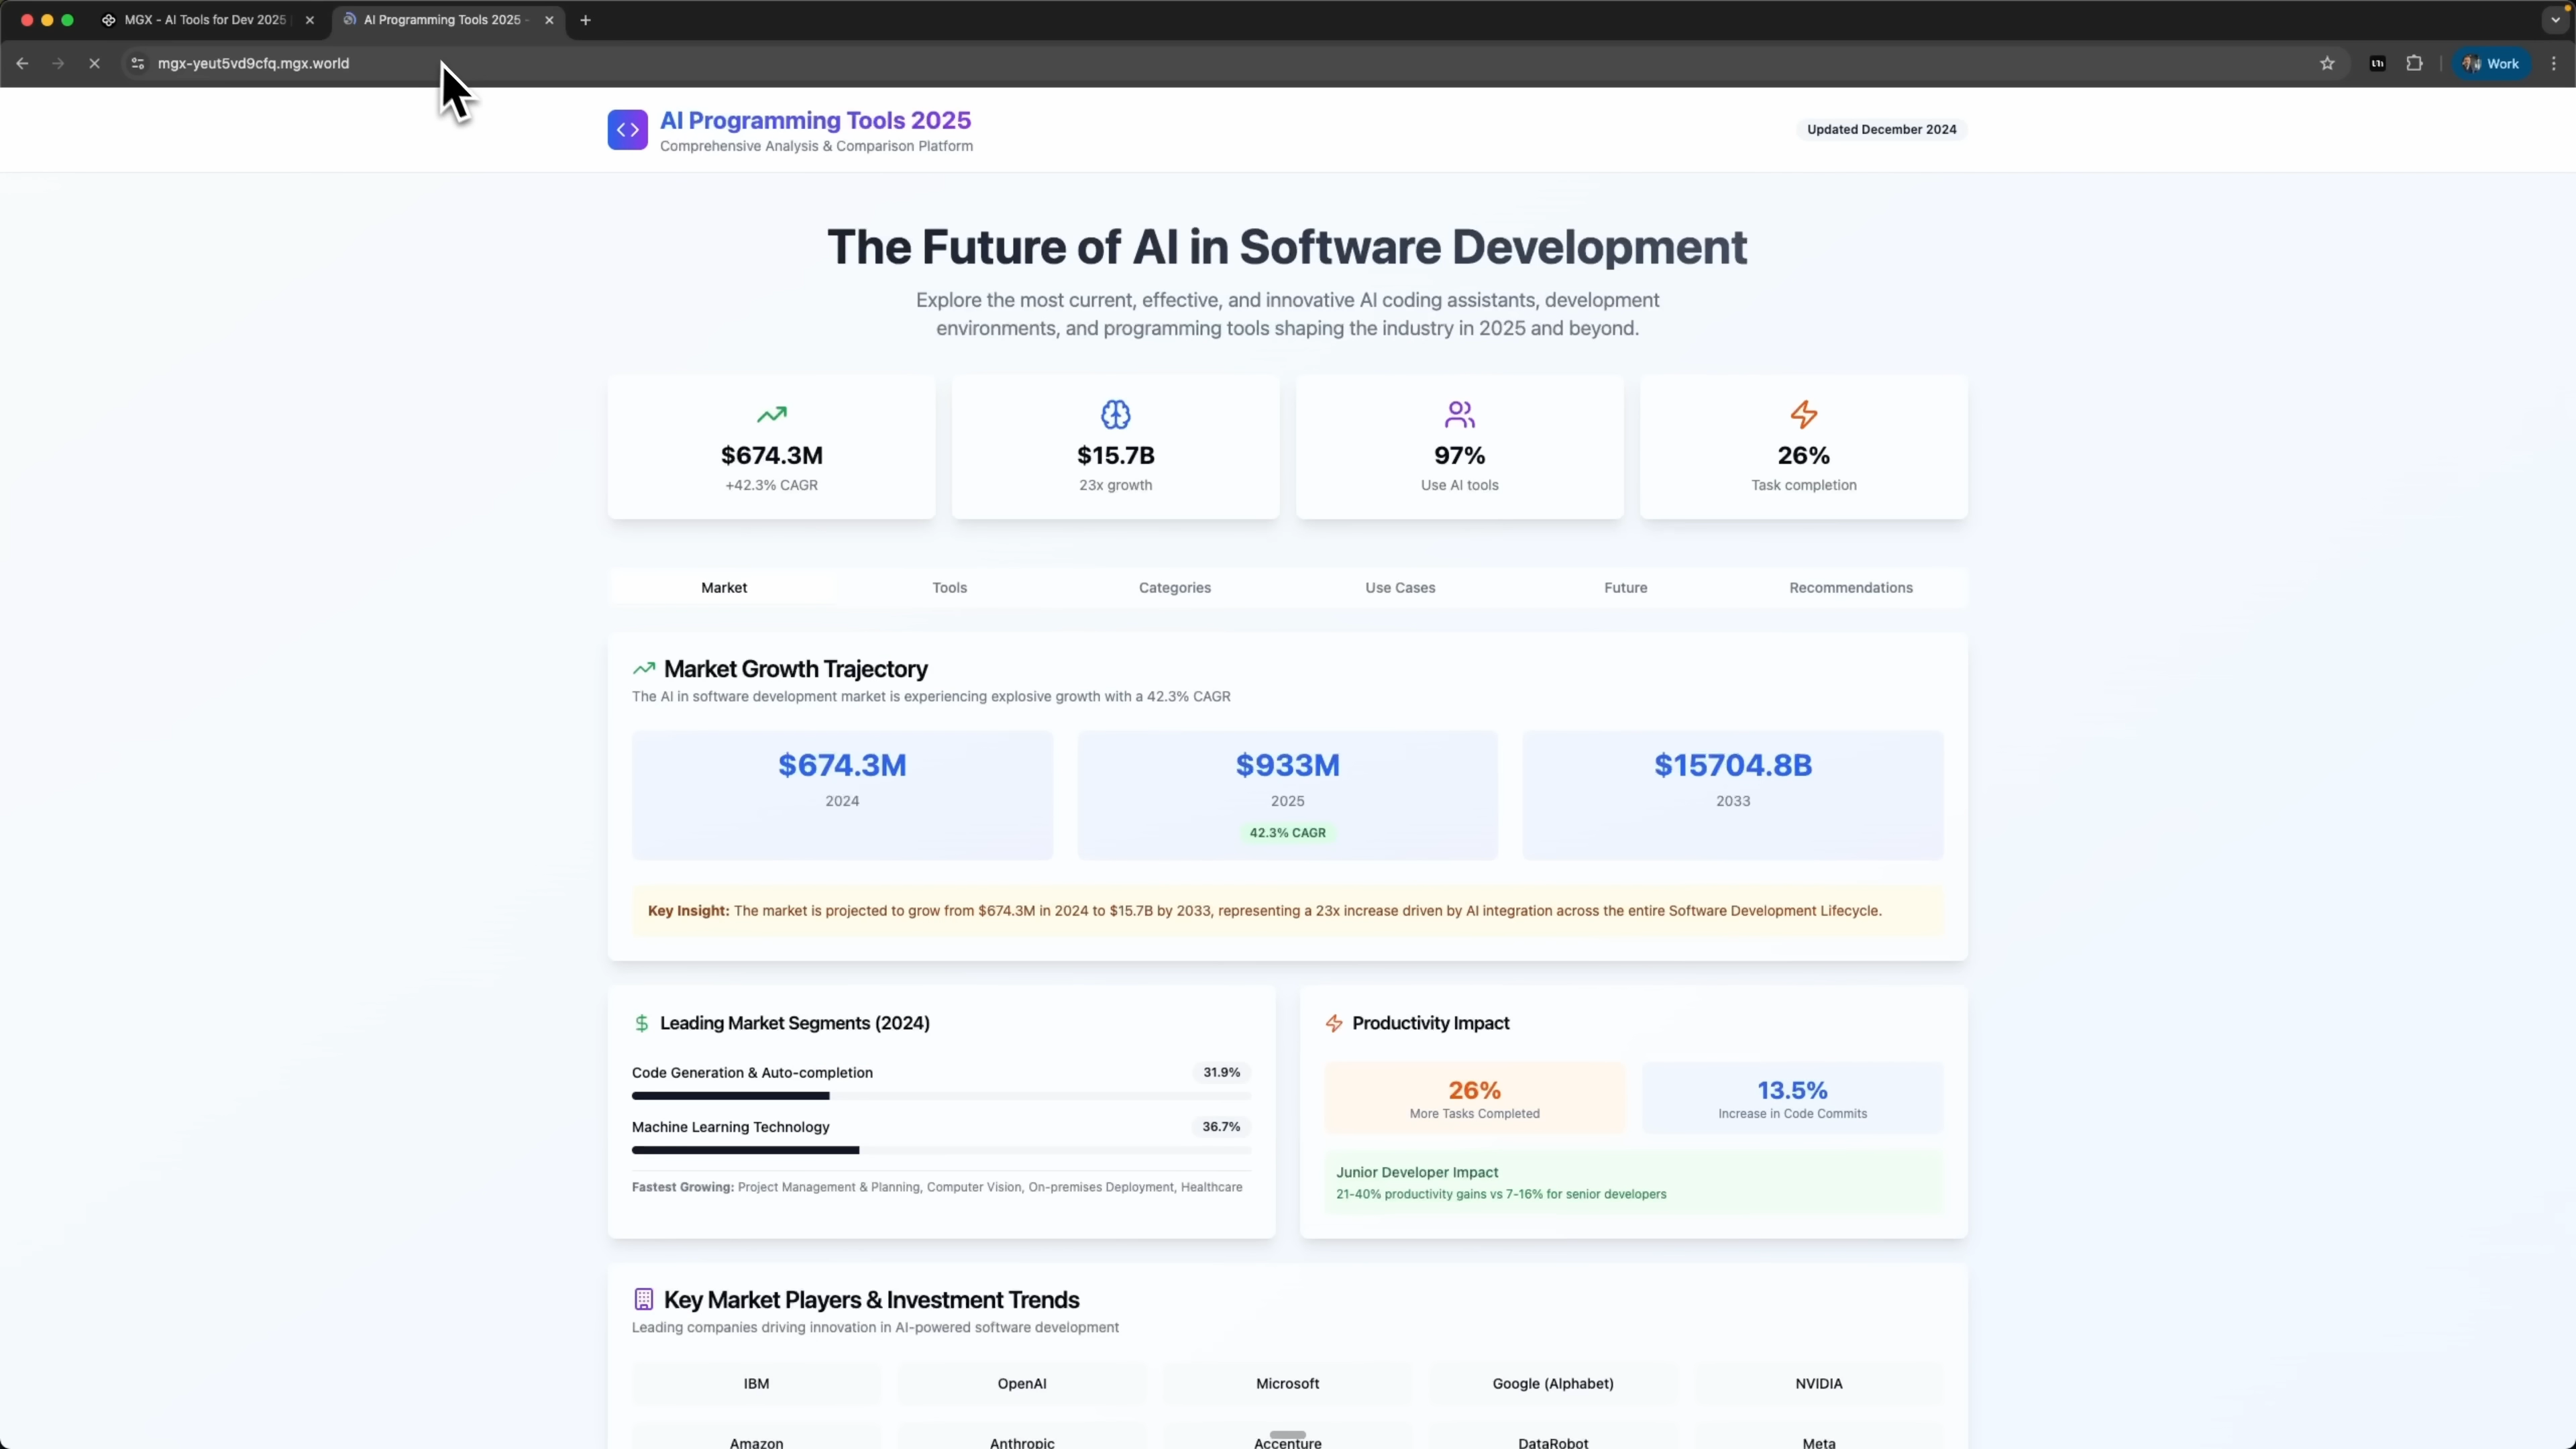 MGX - AI Tools for Dev 2025
AI Programming Tools 2025 -
mgx-yeut5vd9cfq.mgx.world
Work
AI Programming Tools 2025
Comprehensive Analysis & Comparison Platform
Updated December 2024
The Future of AI in Software Development
Explore the most current, effective, and innovative AI coding assistants, development
environments, and programming tools shaping the industry in 2025 and beyond.
$674.3M
+42.3% CAGR
$15.7B
23x growth
97%
Use AI tools
26%
Task completion
Market
Tools
Categories
Use Cases
Future
Recommendations
Market Growth Trajectory
The AI in software development market is experiencing explosive growth with a 42.3% CAGR
$674.3M
2024
$933M
2025
42.3% CAGR
$15704.8B
2033
Key Insight: The market is projected to grow from $674.3M in 2024 to $15.7B by 2033, representing a 23x increase driven by AI integration across the entire Software Development Lifecycle.
Leading Market Segments (2024)
Code Generation & Auto-completion
31.9%
Machine Learning Technology
36.7%
Fastest Growing: Project Management & Planning, Computer Vision, On-premises Deployment, Healthcare
Productivity Impact
26%
More Tasks Completed
13.5%
Increase in Code Commits
Junior Developer Impact
21-40% productivity gains vs 7-16% for senior developers
Key Market Players & Investment Trends
Leading companies driving innovation in AI-powered software development
IBM
OpenAI
Microsoft
Google (Alphabet)
NVIDIA
Amazon
Anthropic
Accenture
DataRobot
Meta